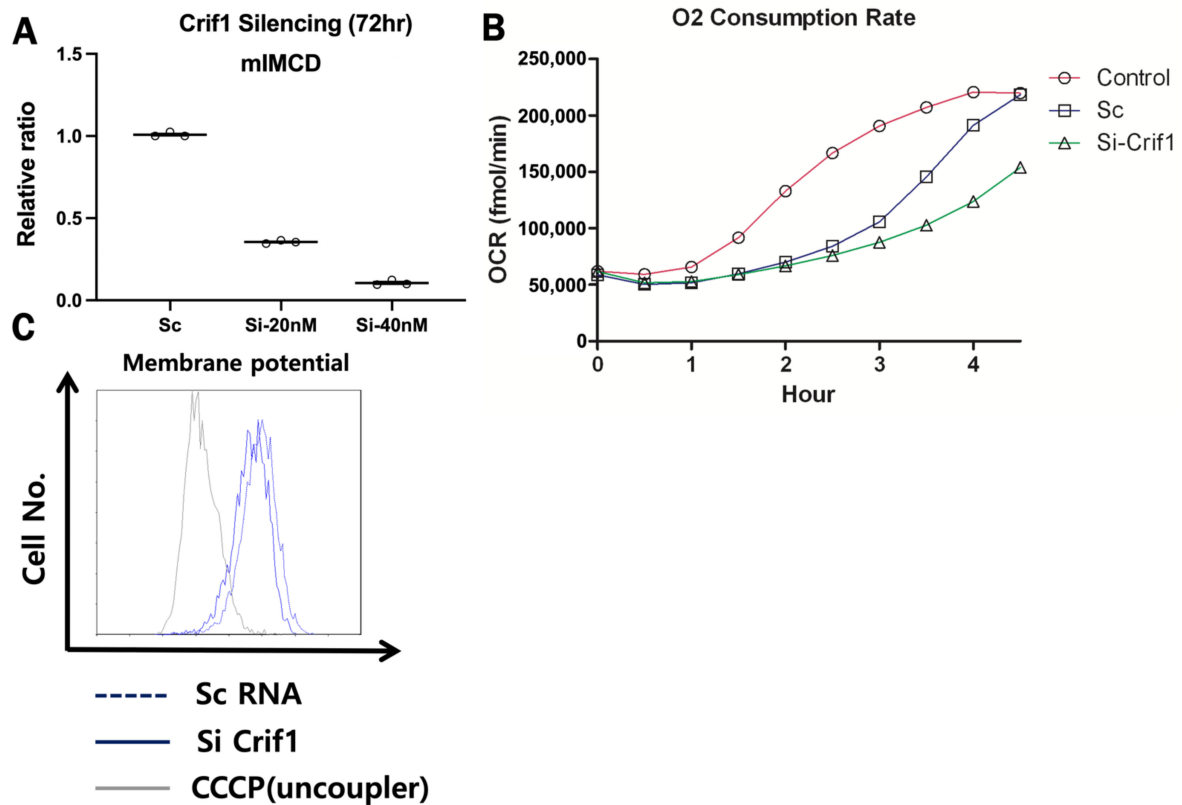 A
Crif1 Silencing (72hr)
mIMCD
Relative ratio
1.5
1.0
0.5
0.0
Sc
Si-20nM
Si-40nM
B
O2 Consumption Rate
OCR (fmol/min)
250,000
200,000
150,000
100,000
50,000
0
0
1
2
3
4
Hour
Control
Sc
Si-Crif1
C
Membrane potential
Cell No.
Sc RNA
Si Crif1
CCCP(uncoupler)